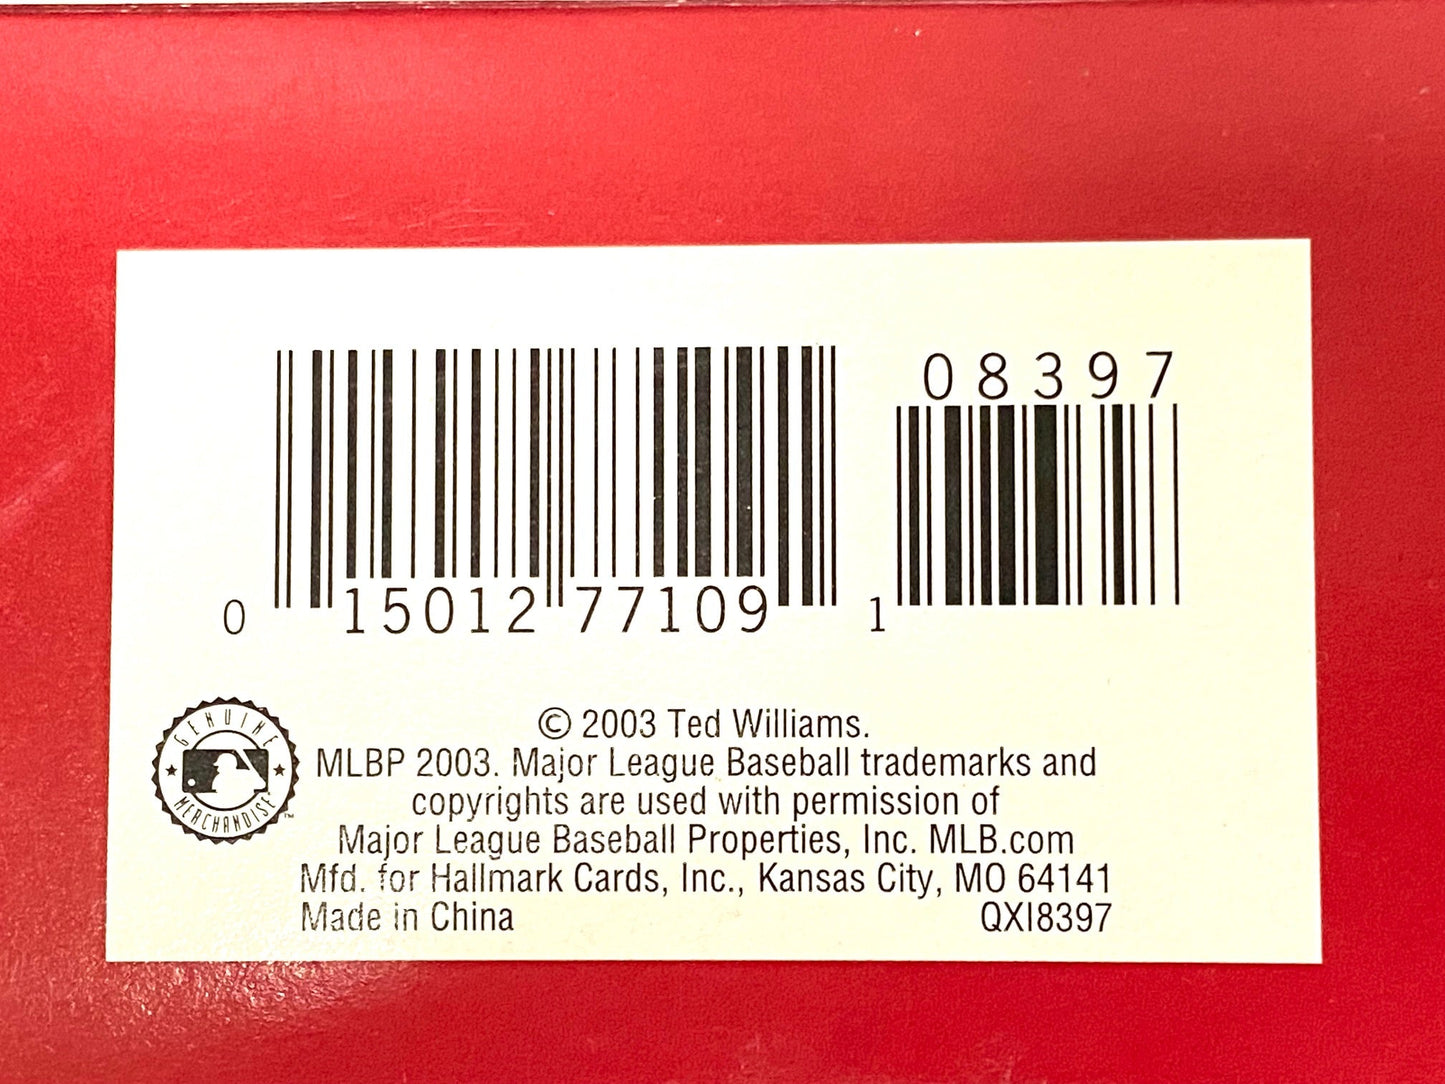 08397
0 15012 77109 1
GENUINE
MERCHANDISE™
© 2003 Ted Williams.
MLBP 2003. Major League Baseball trademarks and
copyrights are used with permission of
Major League Baseball Properties, Inc. MLB.com
Mfd. for Hallmark Cards, Inc., Kansas City, MO 64141
Made in China QXI8397